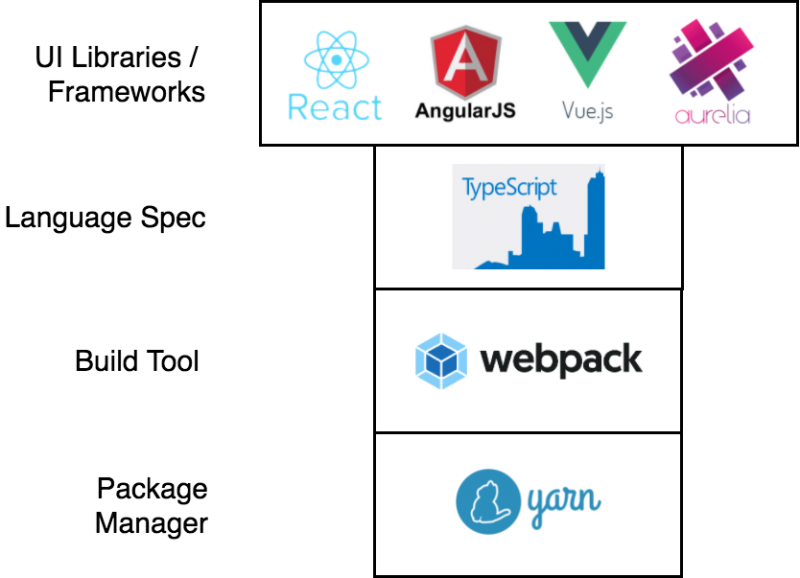 UI Libraries /
Frameworks
React
AngularJS
Vue.js
aurelia
Language Spec
TypeScript
Build Tool
webpack
Package
Manager
yarn